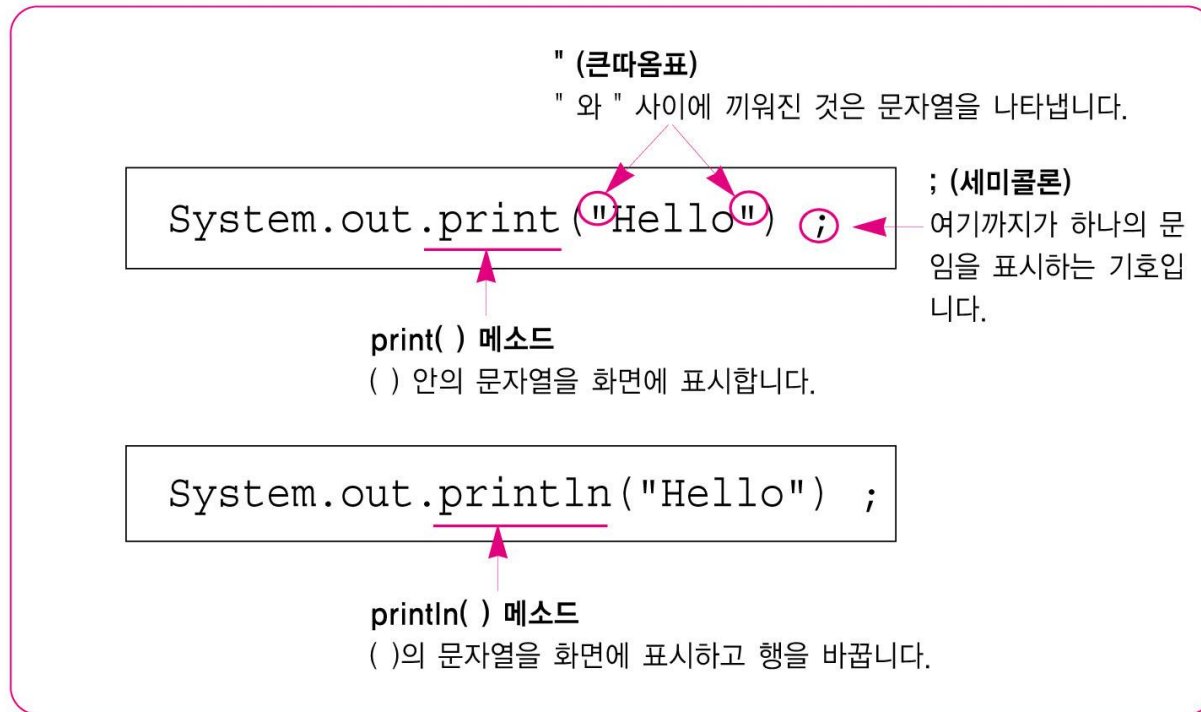 " (큰따옴표)
" 와 " 사이에 끼워진 것은 문자열을 나타냅니다.
System.out.print("Hello") ;
; (세미콜론)
여기까지가 하나의 문
임을 표시하는 기호입
니다.
print( ) 메소드
( ) 안의 문자열을 화면에 표시합니다.
System.out.println("Hello") ;
println( ) 메소드
( )의 문자열을 화면에 표시하고 행을 바꿉니다.